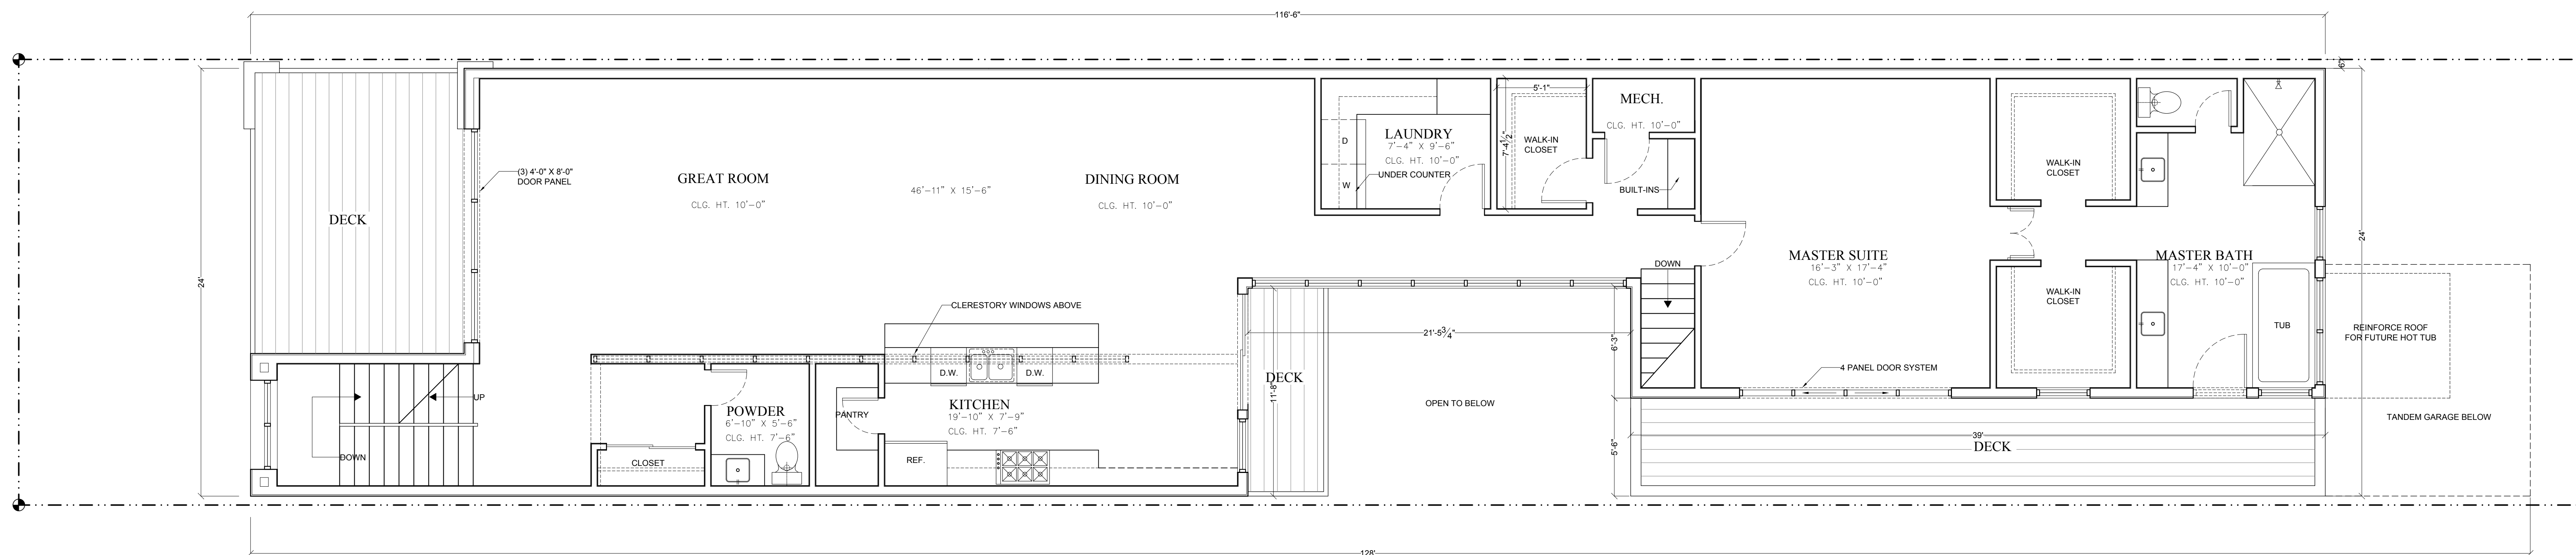 116'-6"
6"
24'
DECK
(3) 4'-0" X 8'-0"
DOOR PANEL
GREAT ROOM
CLG. HT. 10'-0"
46'-11" X 15'-6"
DINING ROOM
CLG. HT. 10'-0"
D
W
LAUNDRY
7'-4" X 9'-6"
CLG. HT. 10'-0"
UNDER COUNTER
5'-1"
7'-4 1/2"
WALK-IN
CLOSET
MECH.
CLG. HT. 10'-0"
BUILT-INS
DOWN
MASTER SUITE
16'-3" X 17'-4"
CLG. HT. 10'-0"
WALK-IN
CLOSET
WALK-IN
CLOSET
MASTER BATH
17'-4" X 10'-0"
CLG. HT. 10'-0"
TUB
24'
REINFORCE ROOF
FOR FUTURE HOT TUB
TANDEM GARAGE BELOW
CLERESTORY WINDOWS ABOVE
21'-5 3/4"
6'-3"
4 PANEL DOOR SYSTEM
UP
DOWN
CLOSET
POWDER
6'-10" X 5'-6"
CLG. HT. 7'-6"
PANTRY
D.W.
D.W.
KITCHEN
19'-10" X 7'-9"
CLG. HT. 7'-6"
REF.
DECK
11'-8"
OPEN TO BELOW
5'-6"
39'
DECK
128'